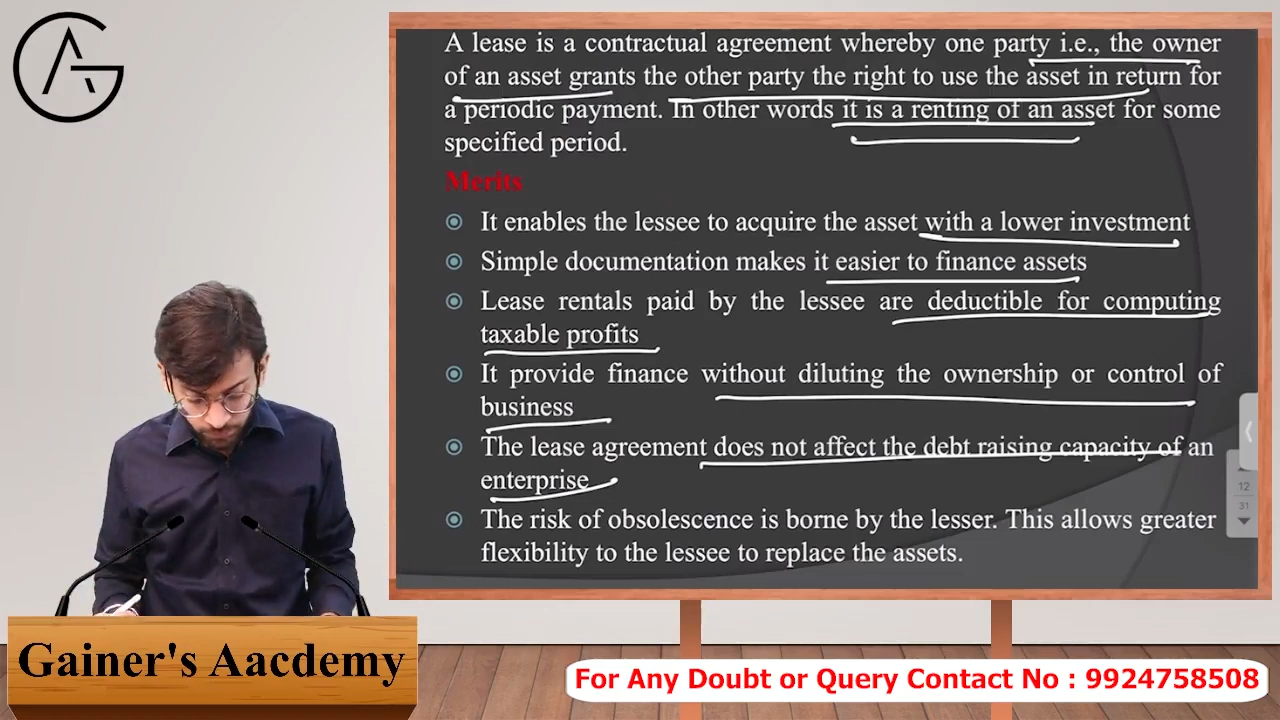 A lease is a contractual agreement whereby one party i.e., the owner
of an asset grants the other party the right to use the asset in return for
a periodic payment. In other words it is a renting of an asset for some
specified period.
Merits
It enables the lessee to acquire the asset with a lower investment
Simple documentation makes it easier to finance assets
Lease rentals paid by the lessee are deductible for computing
taxable profits
It provide finance without diluting the ownership or control of
business
The lease agreement does not affect the debt raising capacity of an
enterprise
The risk of obsolescence is borne by the lesser. This allows greater
flexibility to the lessee to replace the assets.
12
31
Gainer's Aacdemy
For Any Doubt or Query Contact No : 9924758508